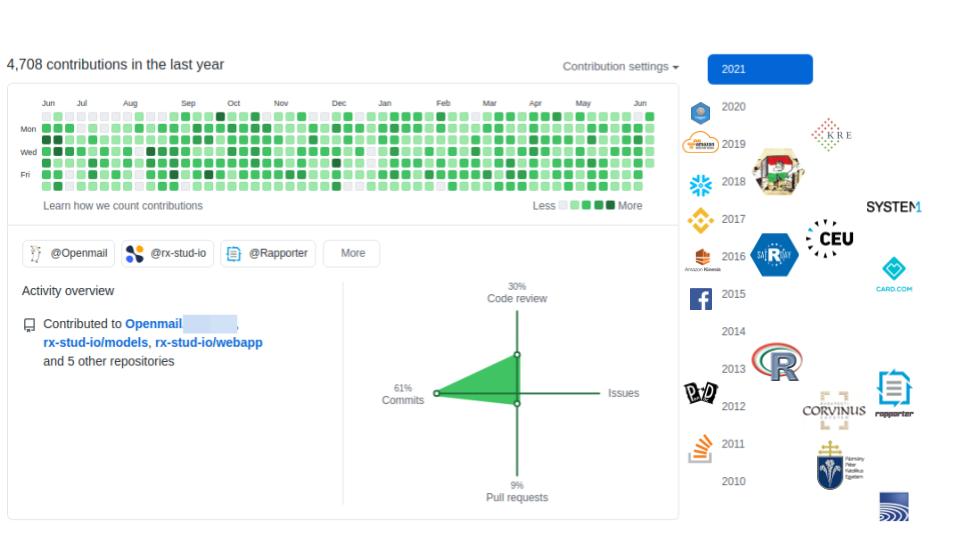 4,708 contributions in the last year
Contribution settings
2021
Jun Jul Aug Sep Oct Nov Dec Jan Feb Mar Apr May Jun
Mon
Wed
Fri
Learn how we count contributions
Less
More
@Openmail
@rx-stud-io
@Rapporter
More
Activity overview
Contributed to Openmail
rx-stud-io/models, rx-stud-io/webapp
and 5 other repositories
30%
Code review
61%
Commits
Issues
9%
Pull requests
2020
2019
2018
2017
2016
2015
2014
2013
2012
2011
2010
KRE
SYSTEM1
CEU
Amazon Kinesis
CARD.COM
R
CORVINUS
rapporter
Pázmány
Péter
Katolikus
Egyetem